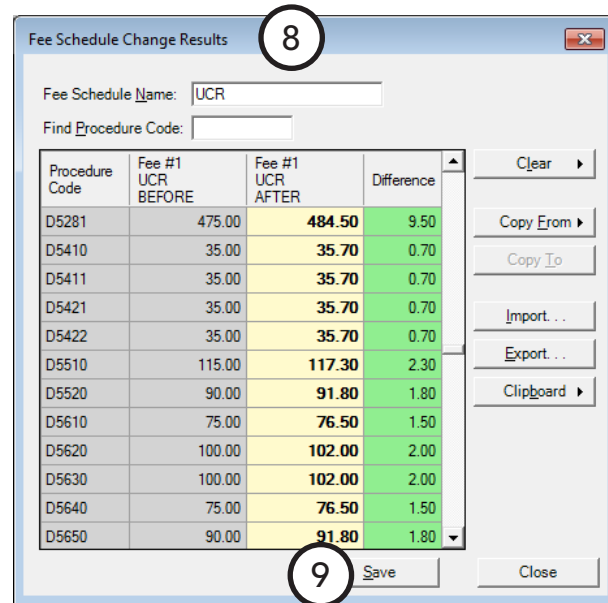 Fee Schedule Change Results
8
Fee Schedule Name: UCR
Find Procedure Code:
Procedure Code Fee #1 UCR BEFORE Fee #1 UCR AFTER Difference
D5281 475.00 484.50 9.50
D5410 35.00 35.70 0.70
D5411 35.00 35.70 0.70
D5421 35.00 35.70 0.70
D5422 35.00 35.70 0.70
D5510 115.00 117.30 2.30
D5520 90.00 91.80 1.80
D5610 75.00 76.50 1.50
D5620 100.00 102.00 2.00
D5630 100.00 102.00 2.00
D5640 75.00 76.50 1.50
D5650 90.00 91.80 1.80
Clear
Copy From
Copy To
Import. . .
Export. . .
Clipboard
9
Save
Close